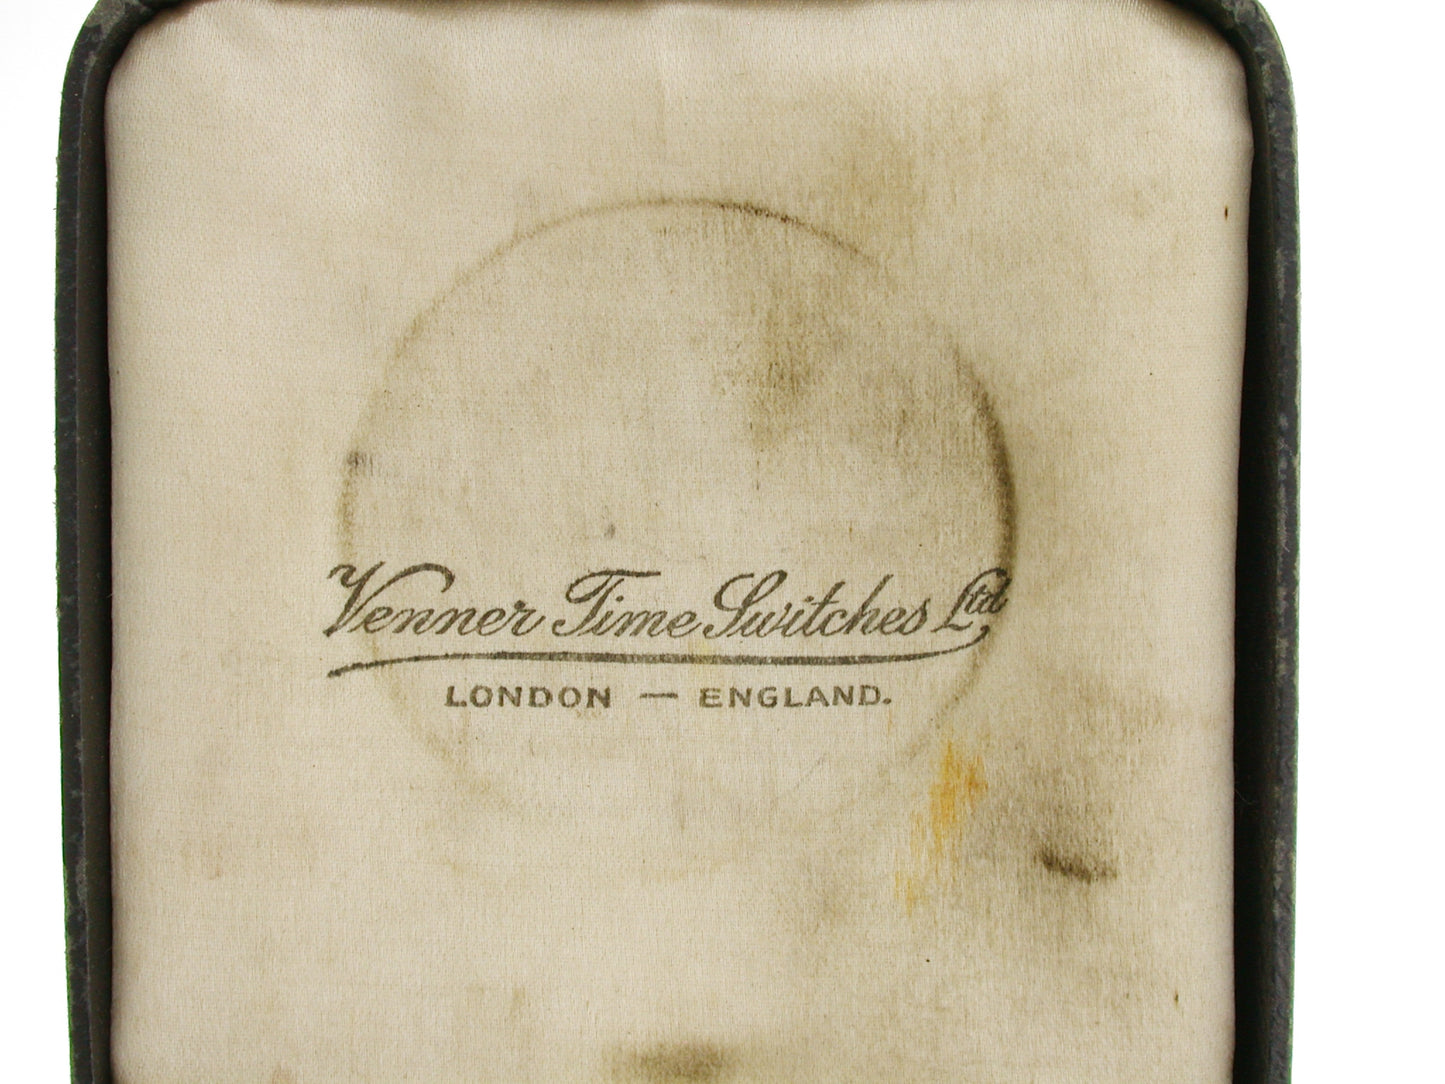 Venner Time Switches Ltd.
LONDON — ENGLAND.